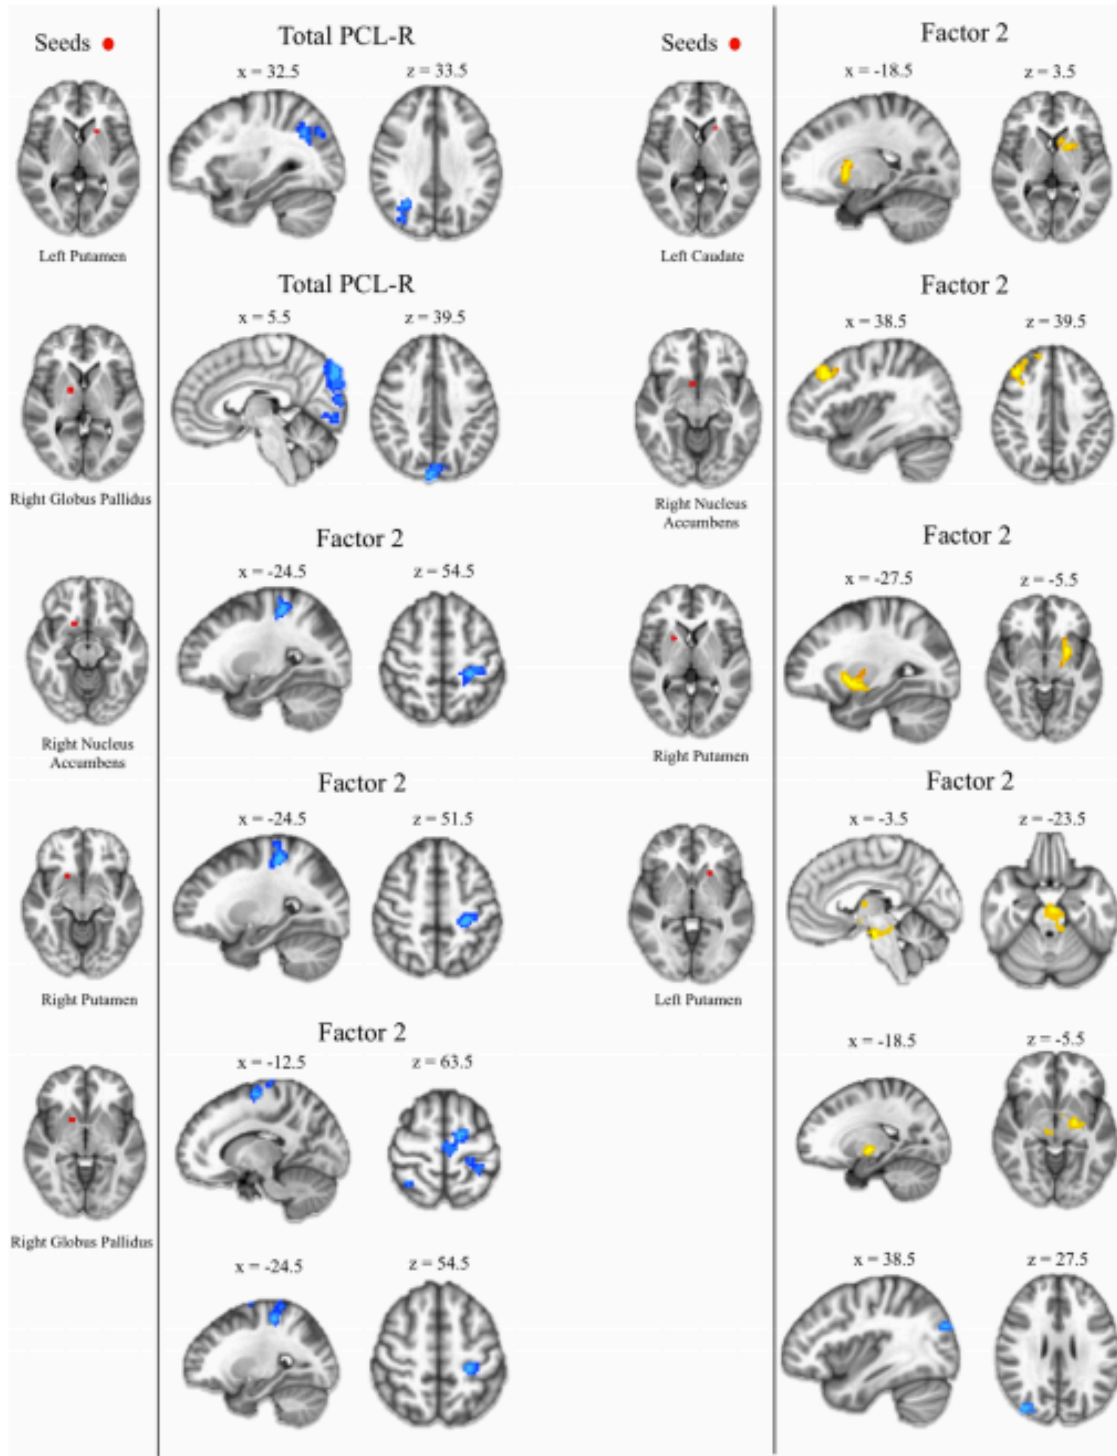 Seeds
Total PCL-R
x = 32.5
z = 33.5
Left Putamen
Total PCL-R
x = 5.5
z = 39.5
Right Globus Pallidus
Factor 2
x = -24.5
z = 54.5
Right Nucleus
Accumbens
Factor 2
x = -24.5
z = 51.5
Right Putamen
Factor 2
x = -12.5
z = 63.5
Right Globus Pallidus
x = -24.5
z = 54.5
Seeds
Factor 2
x = -18.5
z = 3.5
Left Caudate
Factor 2
x = 38.5
z = 39.5
Right Nucleus
Accumbens
Factor 2
x = -27.5
z = -5.5
Right Putamen
Factor 2
x = -3.5
z = -23.5
Left Putamen
x = -18.5
z = -5.5
x = 38.5
z = 27.5